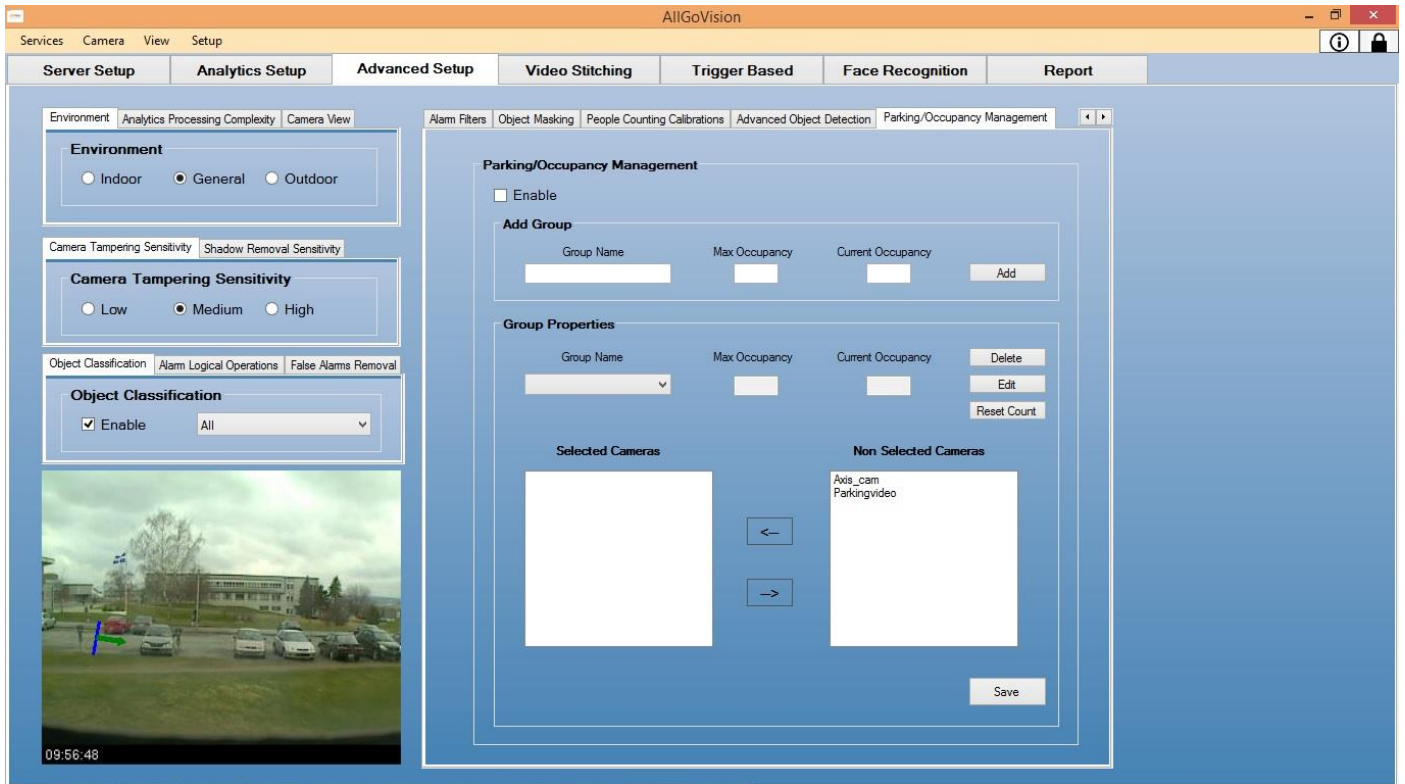 AllGoVision
Services Camera View Setup
Server Setup Analytics Setup Advanced Setup Video Stitching Trigger Based Face Recognition Report
Environment Analytics Processing Complexity Camera View
Environment
Indoor General Outdoor
Camera Tampering Sensitivity Shadow Removal Sensitivity
Camera Tampering Sensitivity
Low Medium High
Object Classification Alarm Logical Operations False Alarms Removal
Object Classification
Enable All
09:56:48
Alarm Filters Object Masking People Counting Calibrations Advanced Object Detection Parking/Occupancy Management
Parking/Occupancy Management
Enable
Add Group
Group Name Max Occupancy Current Occupancy
Add
Group Properties
Group Name Max Occupancy Current Occupancy Delete
Edit
Reset Count
Selected Cameras Non Selected Cameras
Axis_cam
Parkingvideo
<--
-->
Save